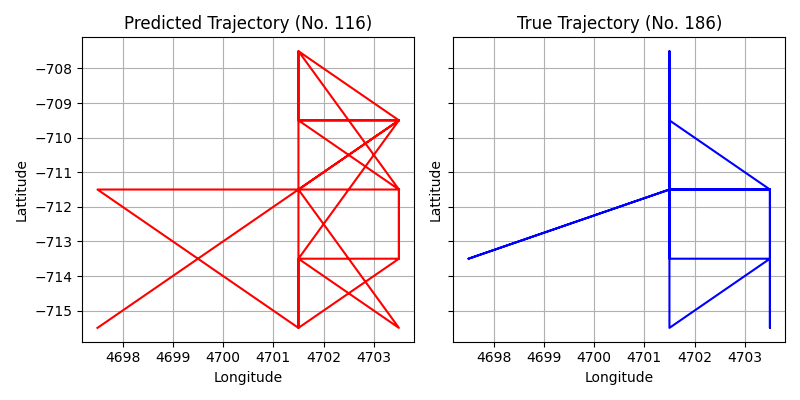 Predicted Trajectory (No. 116)
True Trajectory (No. 186)
−708
−709
−710
−711
−712
−713
−714
−715
Lattitude
Lattitude
4698 4699 4700 4701 4702 4703
4698 4699 4700 4701 4702 4703
Longitude
Longitude